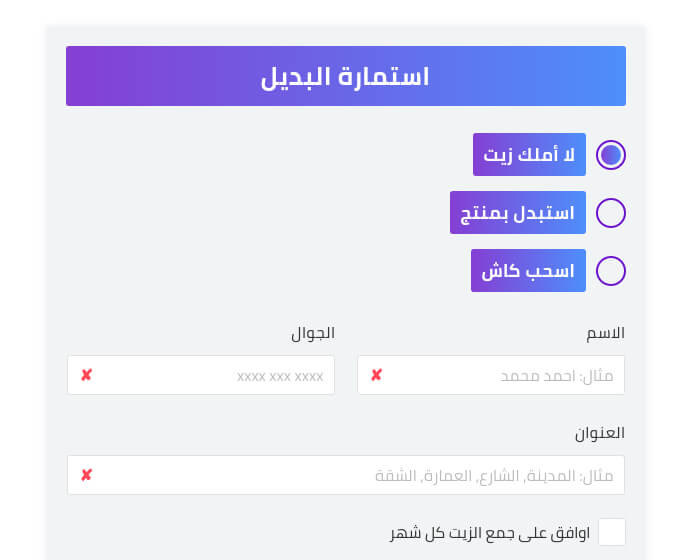 استمارة البديل
لا أملك زيت
استبدل بمنتج
اسحب كاش
الاسم
الجوال
مثال: احمد محمد ✘
xxxx xxx xxxx ✘
العنوان
مثال: المدينة, الشارع, العمارة, الشقة ✘
اوافق على جمع الزيت كل شهر